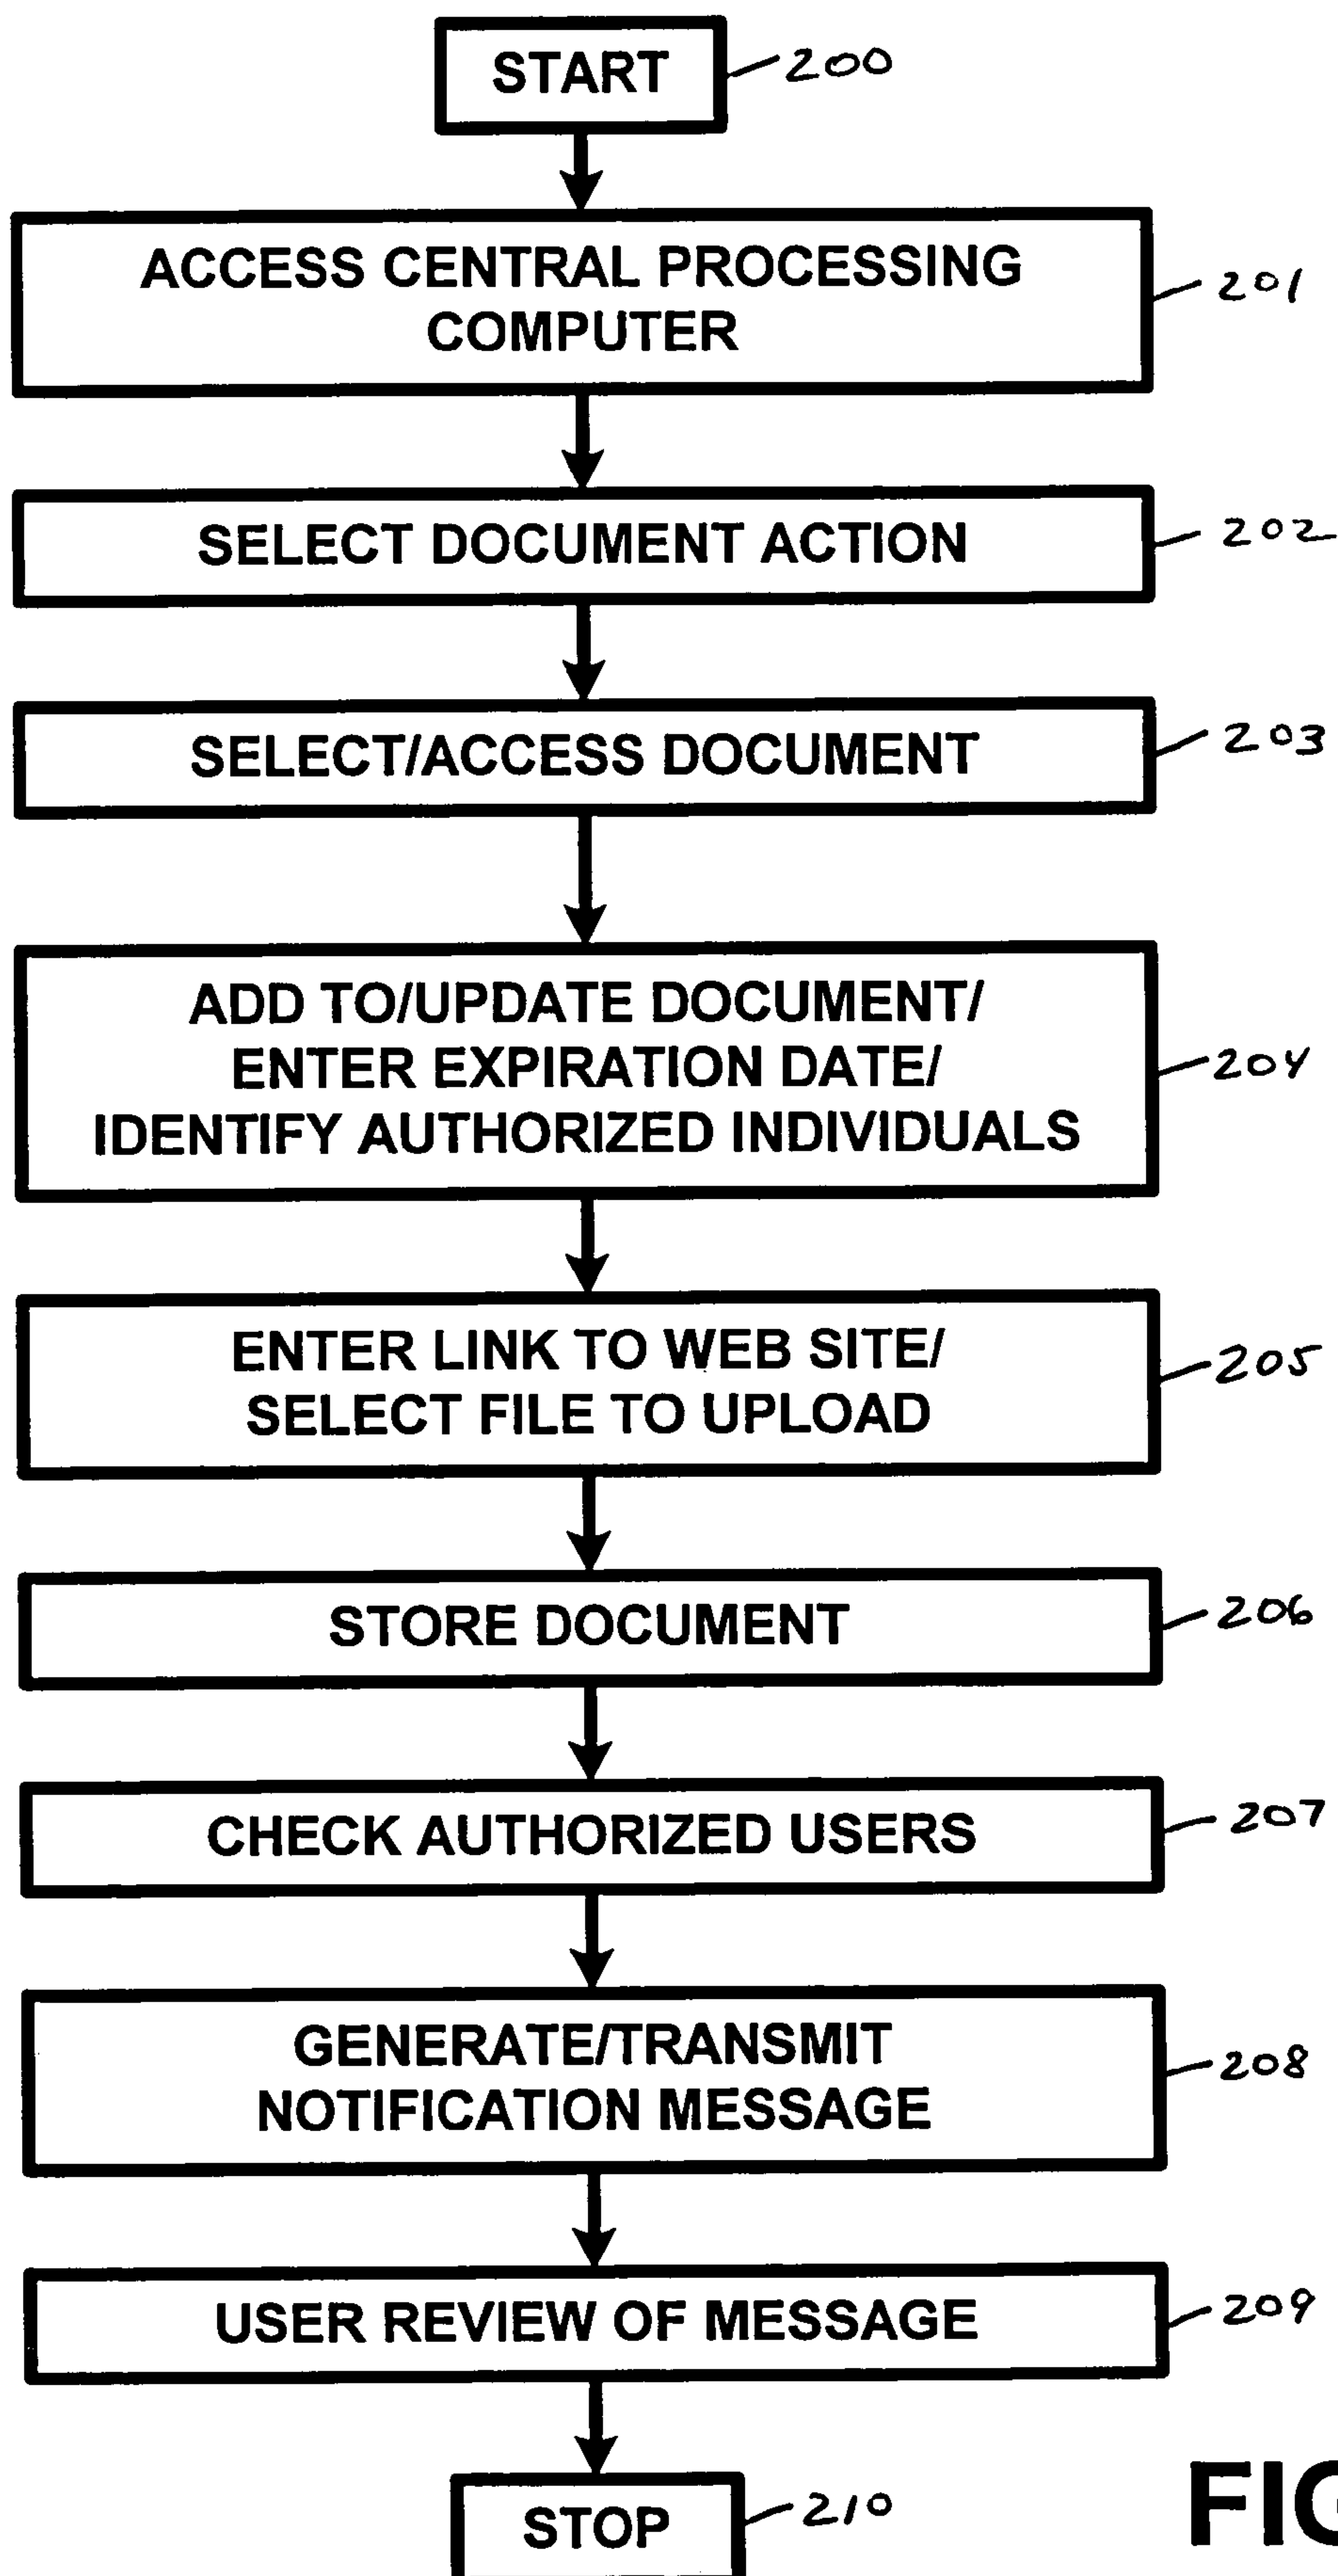 START
200
ACCESS CENTRAL PROCESSING
COMPUTER
201
SELECT DOCUMENT ACTION
202
SELECT/ACCESS DOCUMENT
203
ADD TO/UPDATE DOCUMENT/
ENTER EXPIRATION DATE/
IDENTIFY AUTHORIZED INDIVIDUALS
204
ENTER LINK TO WEB SITE/
SELECT FILE TO UPLOAD
205
STORE DOCUMENT
206
CHECK AUTHORIZED USERS
207
GENERATE/TRANSMIT
NOTIFICATION MESSAGE
208
USER REVIEW OF MESSAGE
209
STOP
210